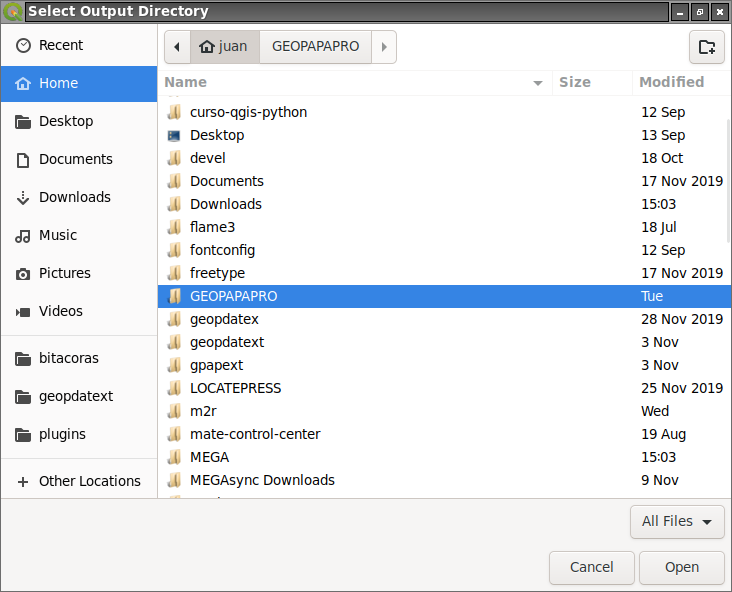 Select Output Directory
Recent
Home
Desktop
Documents
Downloads
Music
Pictures
Videos
bitacoras
geopdatext
plugins
+ Other Locations
juan GEOPAPAPRO
Name Size Modified
curso-qgis-python 12 Sep
Desktop 13 Sep
devel 18 Oct
Documents 17 Nov 2019
Downloads 15:03
flame3 18 Jul
fontconfig 12 Sep
freetype 17 Nov 2019
GEOPAPAPRO Tue
geopdatex 28 Nov 2019
geopdatext 3 Nov
gpapext 3 Nov
LOCATEPRESS 25 Nov 2019
m2r Wed
mate-control-center 19 Aug
MEGA 15:03
MEGAsync Downloads 9 Nov
All Files
Cancel Open